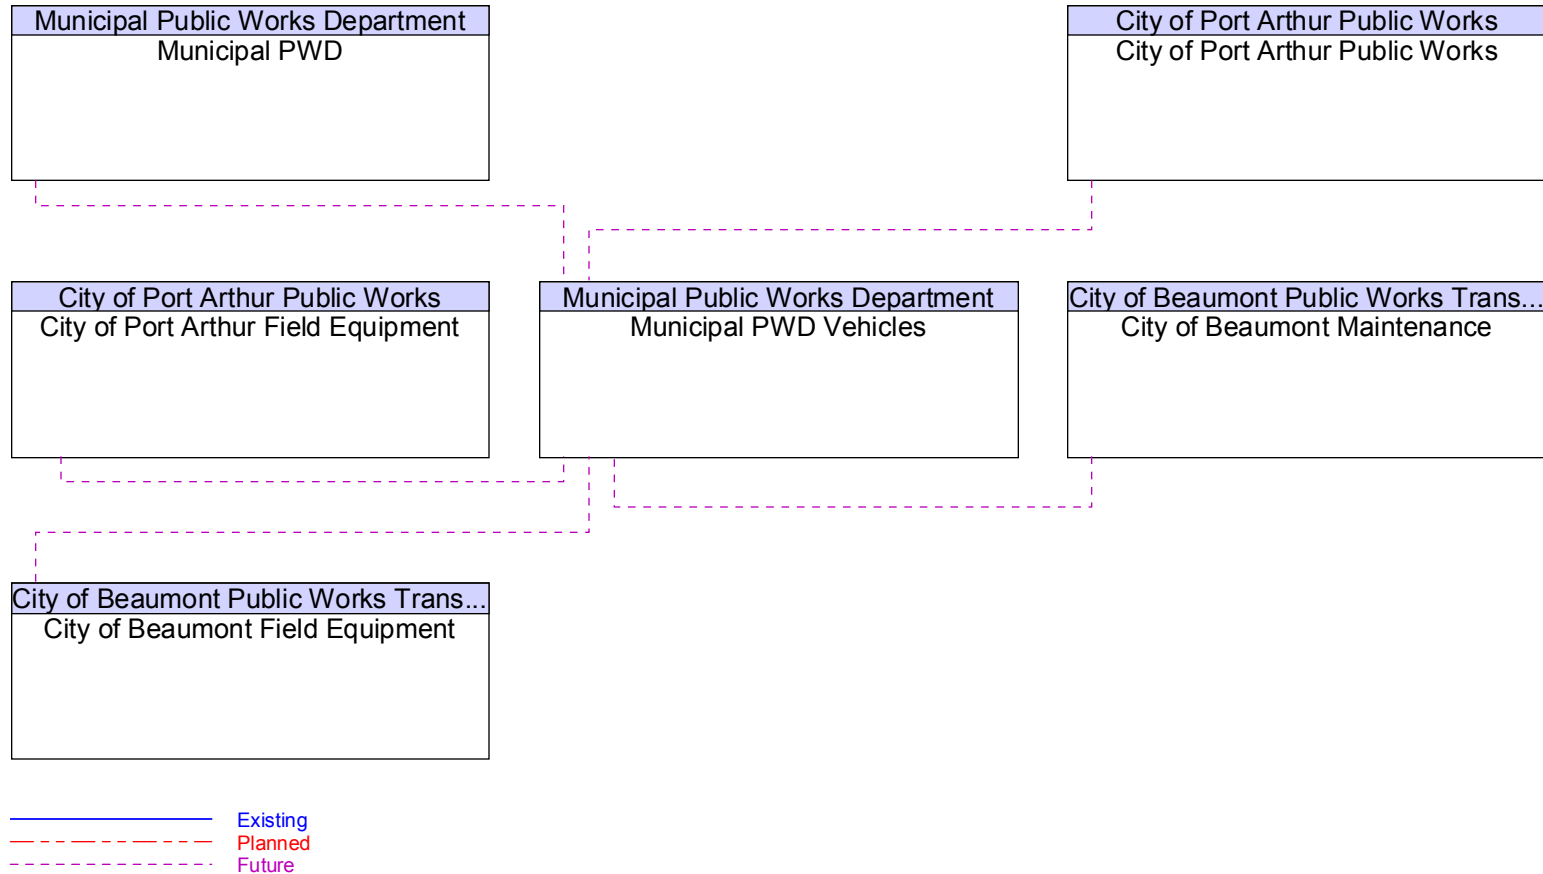 Municipal Public Works Department
Municipal PWD
City of Port Arthur Public Works
City of Port Arthur Public Works
City of Port Arthur Public Works
City of Port Arthur Field Equipment
Municipal Public Works Department
Municipal PWD Vehicles
City of Beaumont Public Works Trans...
City of Beaumont Maintenance
City of Beaumont Public Works Trans...
City of Beaumont Field Equipment
Existing
Planned
Future